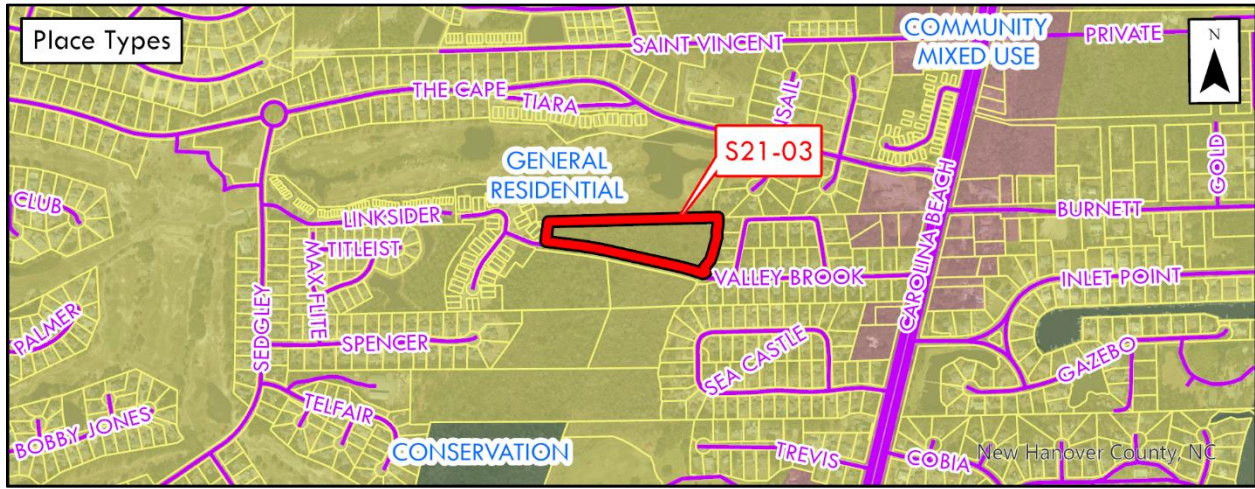 Place Types
COMMUNITY
MIXED USE
PRIVATE
N
SAINT VINCENT
THE CAPE
TIARA
S21-03
GENERAL
RESIDENTIAL
GOLD
CLUB
LINKSIDER
BURNETT
TITLEIST
MAX FLITE
VALLEY BROOK
INLET POINT
CAROLINA BEACH
PALMER
SEDGLEY
SPENCER
SEA CASTLE
GAZEBO
TELFAIR
BOBBY JONES
CONSERVATION
TREVIS
COBIA
New Hanover County, NC